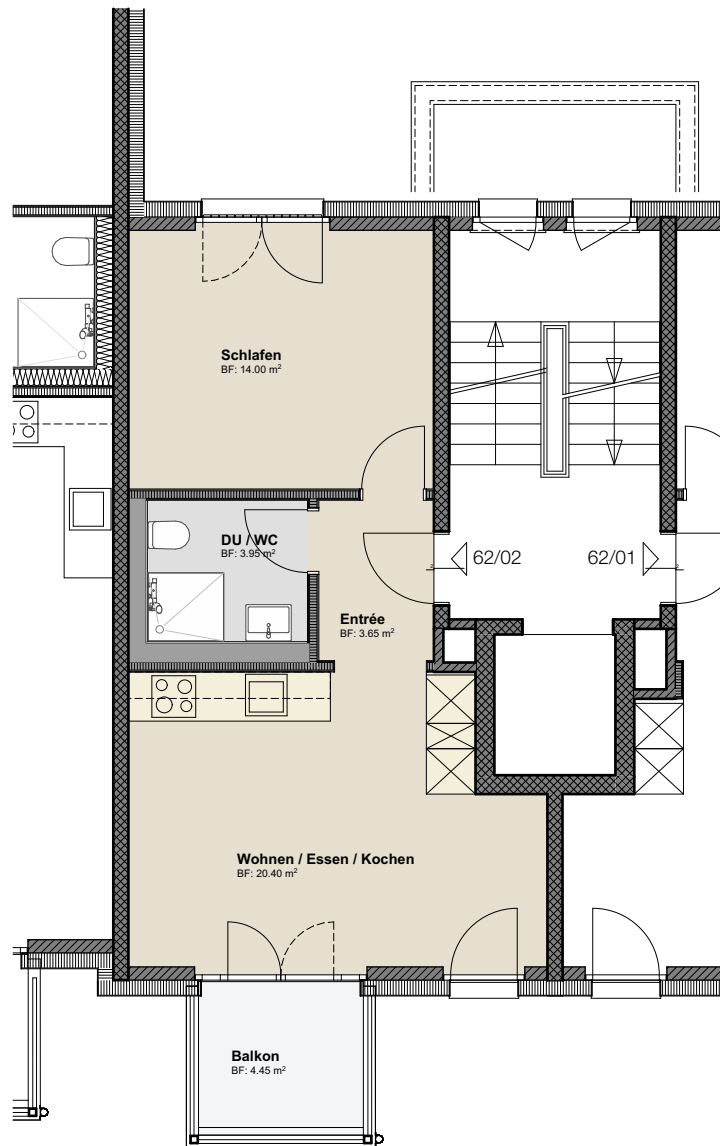 Schlafen
BF: 14.00 m²
DU / WC
BF: 3.95 m²
62/02
62/01
Entrée
BF: 3.65 m²
Wohnen / Essen / Kochen
BF: 20.40 m²
Balkon
BF: 4.45 m²